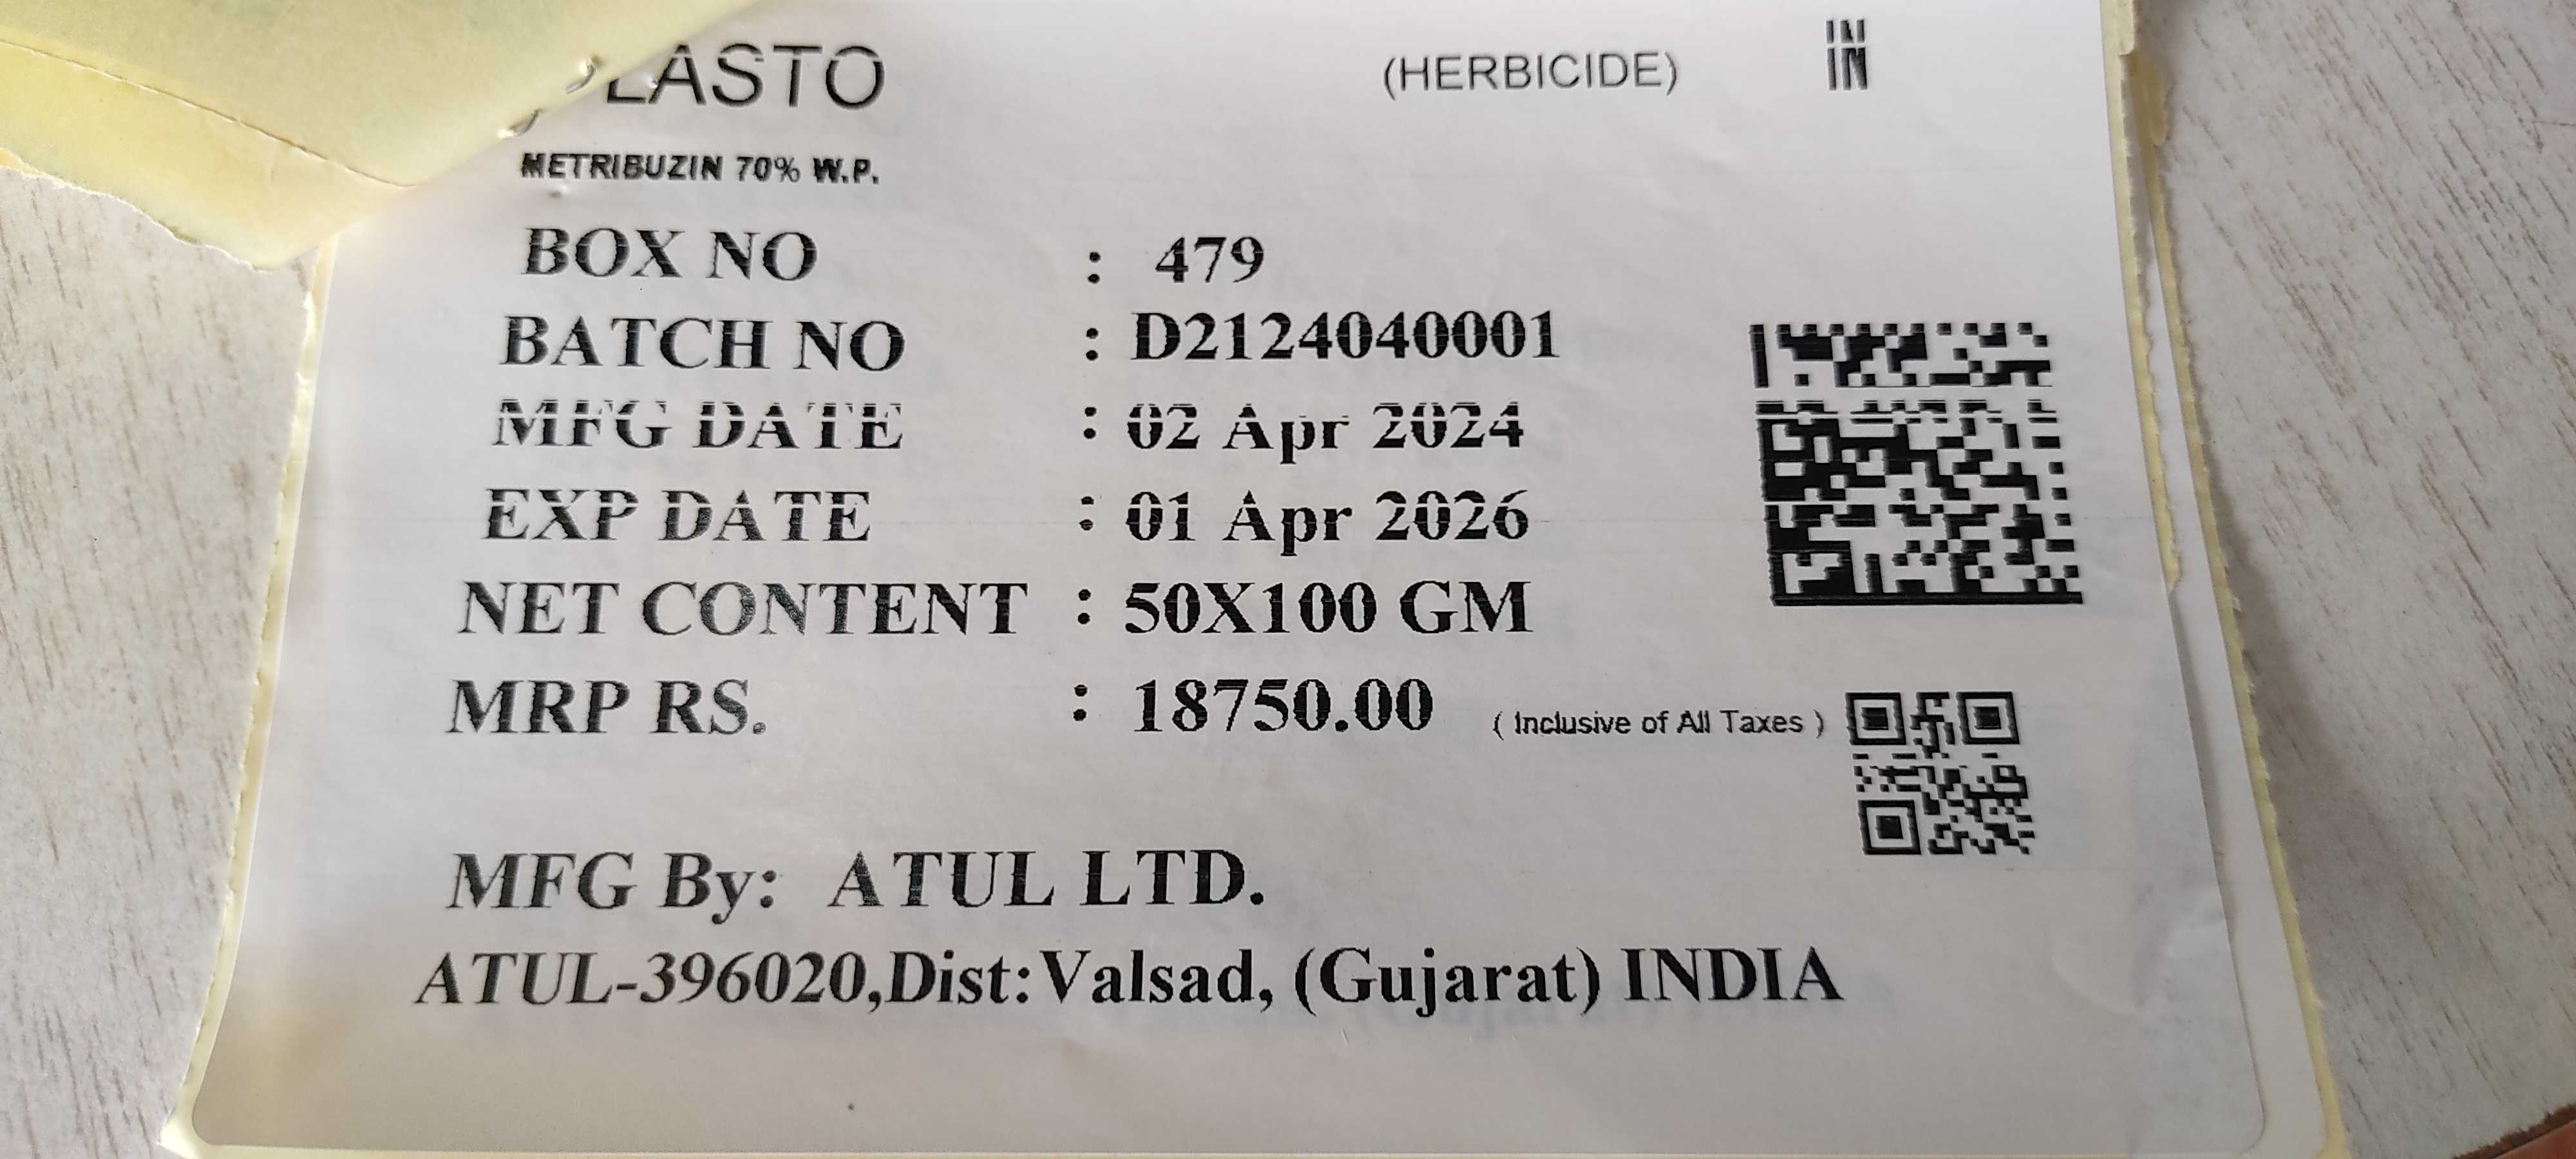 LASTO (HERBICIDE) IN
METRIBUZIN 70% W.P.
BOX NO : 479
BATCH NO : D2124040001
MFG DATE : 02 Apr 2024
EXP DATE : 01 Apr 2026
NET CONTENT : 50X100 GM
MRP RS. : 18750.00 ( Inclusive of All Taxes )
MFG By: ATUL LTD.
ATUL-396020,Dist:Valsad, (Gujarat) INDIA